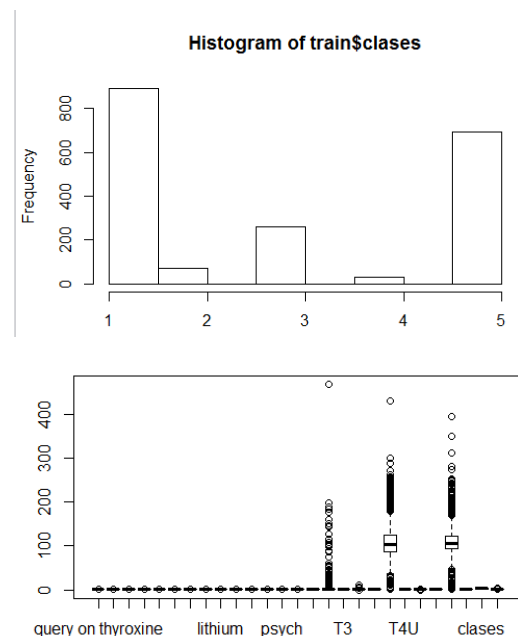 Histogram of train$clases
800
600
400
200
0
Frequency
1 2 3 4 5
400
300
200
100
0
query on thyroxine lithium psych T3 T4U clases